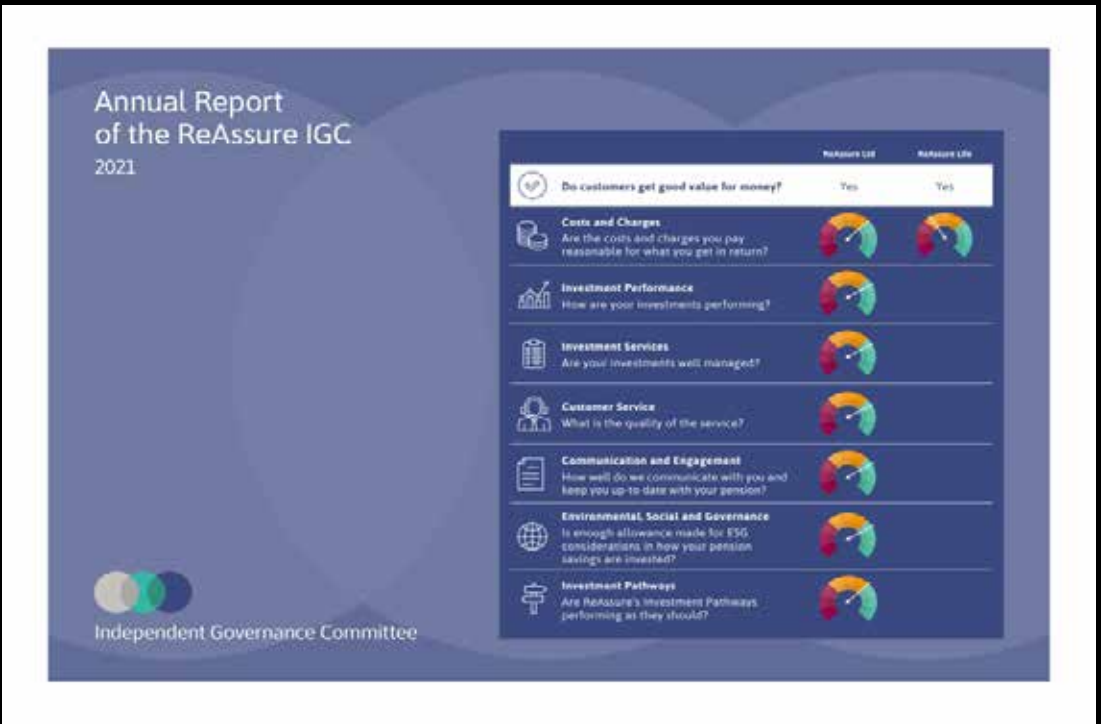 Annual Report
of the ReAssure IGC
2021
ReAssure Ltd ReAssure Life
Do customers get good value for money? Yes Yes
Costs and Charges
Are the costs and charges you pay
reasonable for what you get in return?
Investment Performance
How are your investments performing?
Investment Services
Are your investments well managed?
Customer Service
What is the quality of the service?
Communication and Engagement
How well do we communicate with you and
keep you up-to-date with your pension?
Environmental, Social and Governance
Is enough allowance made for ESG
considerations in how your pension
savings are invested?
Investment Pathways
Are ReAssure's Investment Pathways
performing as they should?
Independent Governance Committee